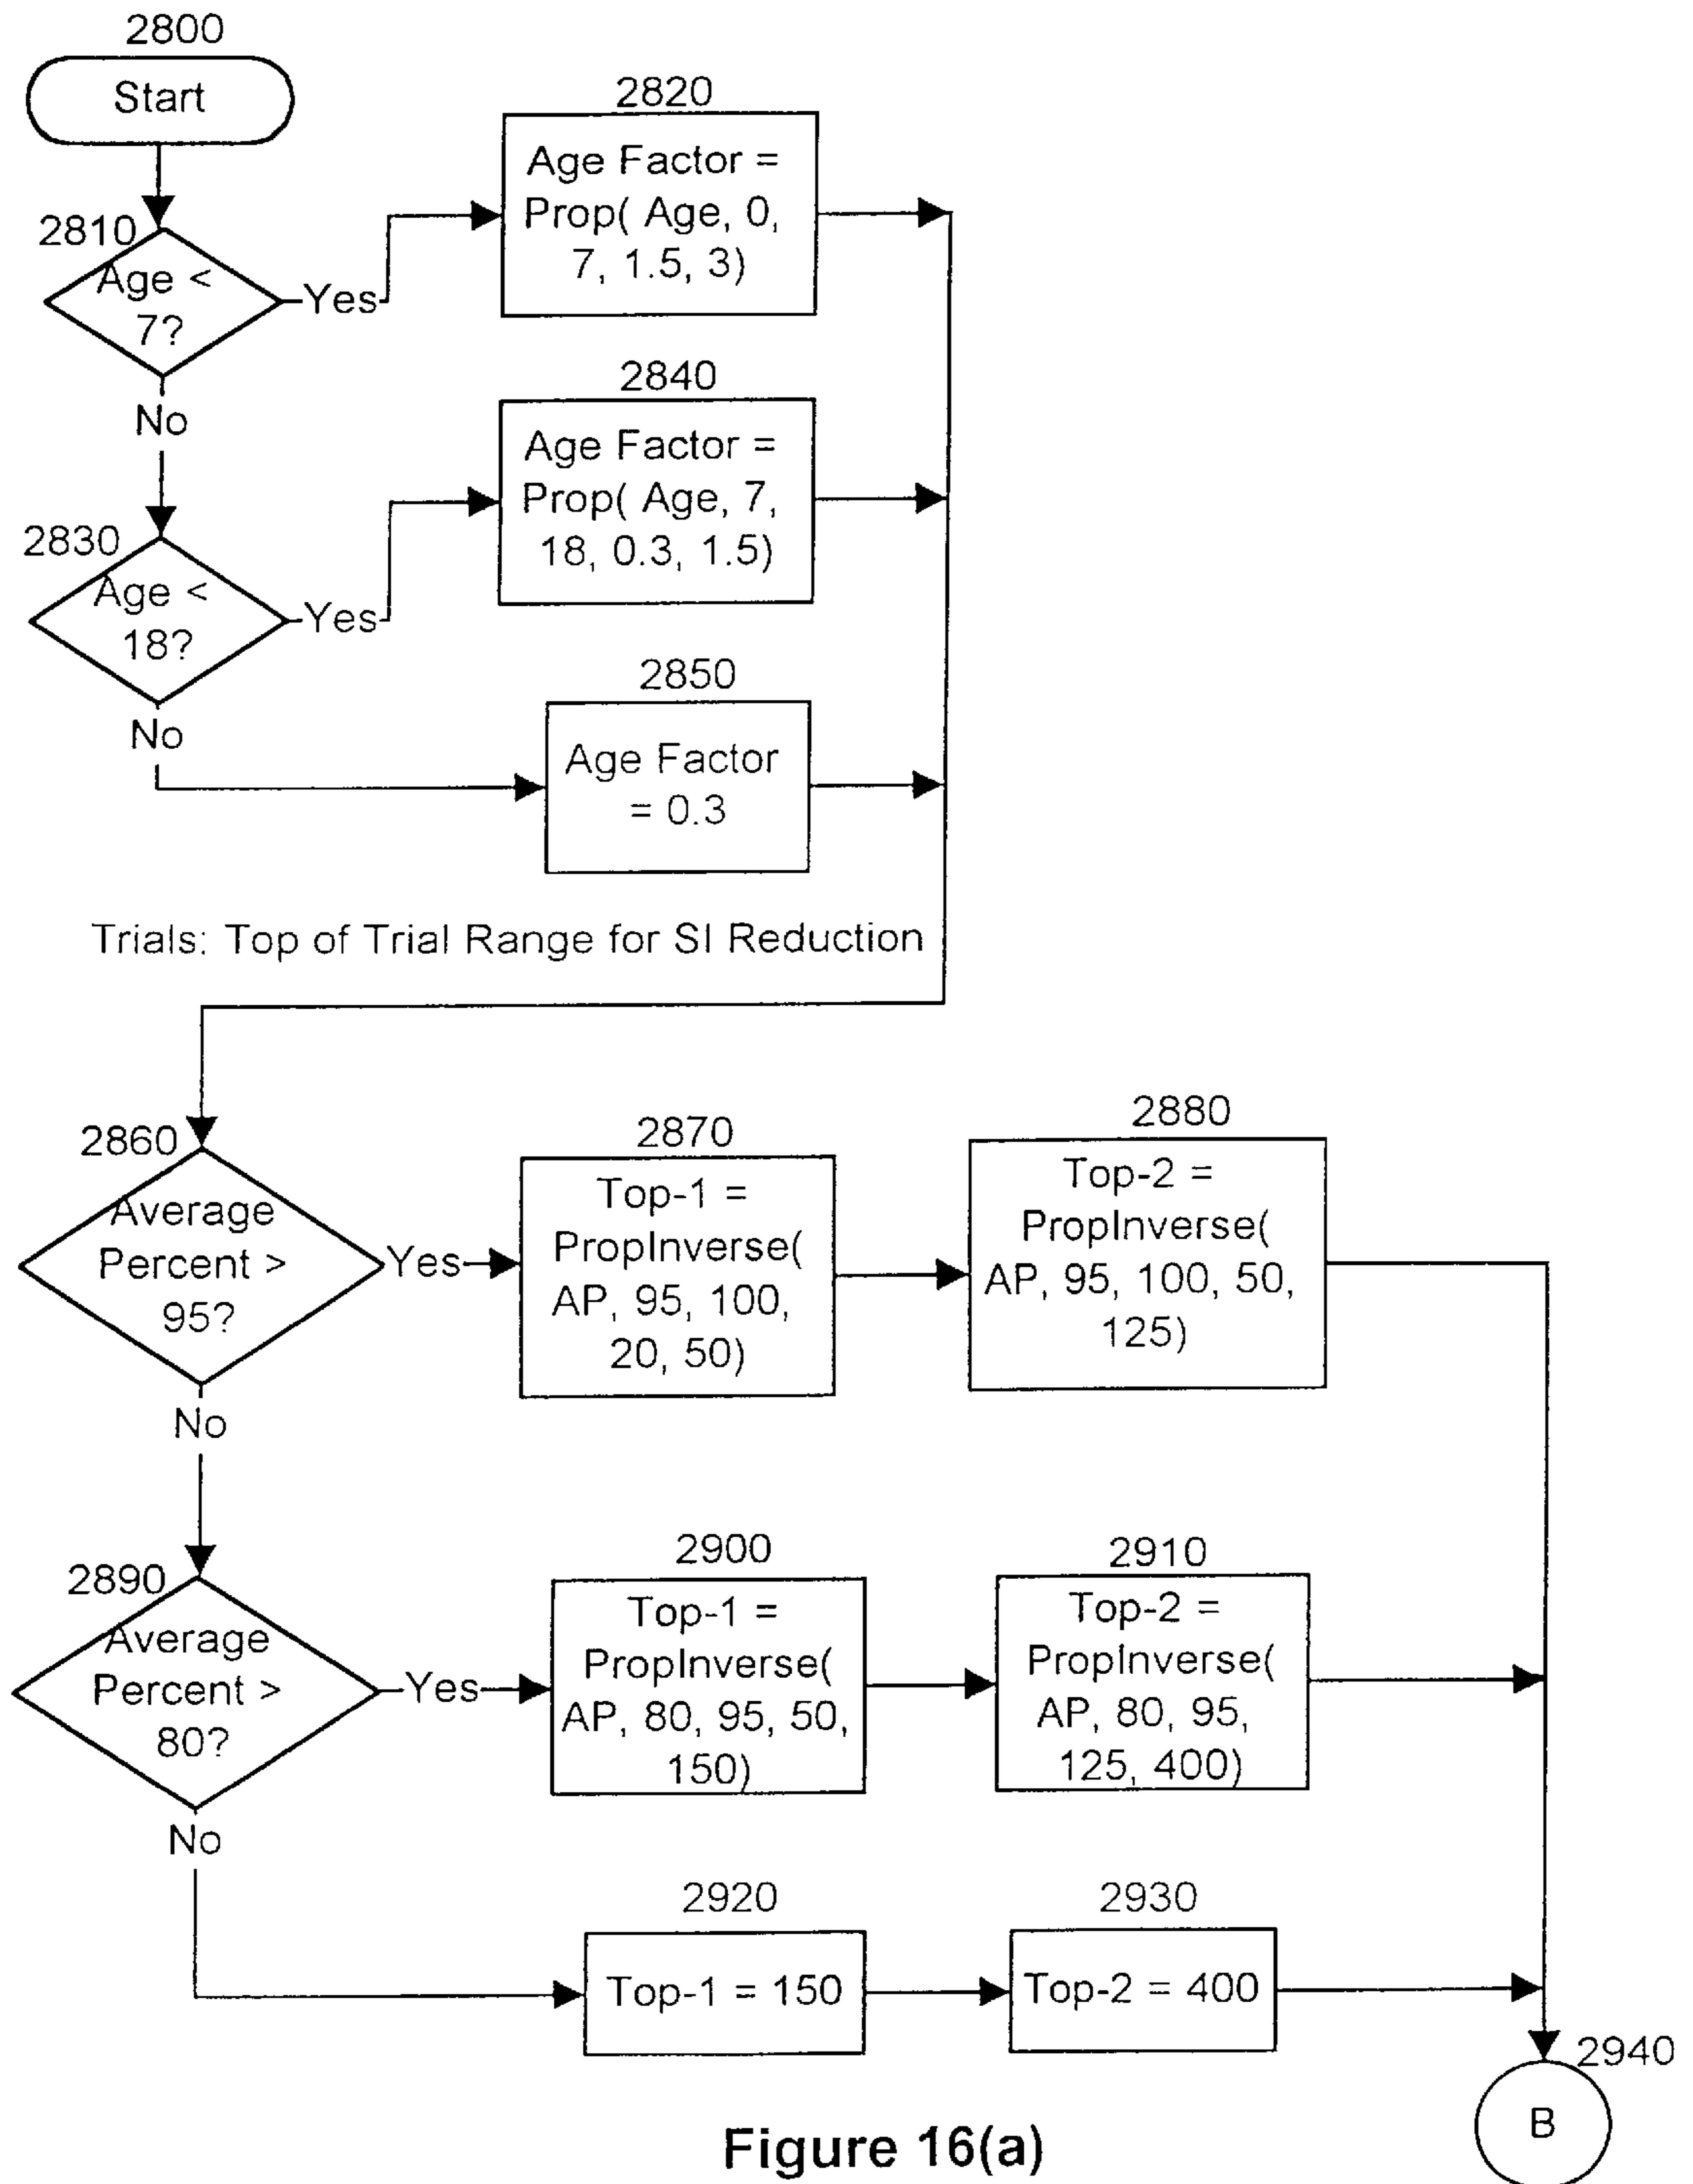 2800
Start
2810
Age <
7?
Yes
2820
Age Factor =
Prop( Age, 0,
7, 1.5, 3)
No
2830
Age <
18?
Yes
2840
Age Factor =
Prop( Age, 7,
18, 0.3, 1.5)
No
2850
Age Factor
= 0.3
Trials: Top of Trial Range for SI Reduction
2860
Average
Percent >
95?
Yes
2870
Top-1 =
PropInverse(
AP, 95, 100,
20, 50)
2880
Top-2 =
PropInverse(
AP, 95, 100, 50,
125)
No
2890
Average
Percent >
80?
Yes
2900
Top-1 =
PropInverse(
AP, 80, 95, 50,
150)
2910
Top-2 =
PropInverse(
AP, 80, 95,
125, 400)
No
2920
Top-1 = 150
2930
Top-2 = 400
2940
B
Figure 16(a)